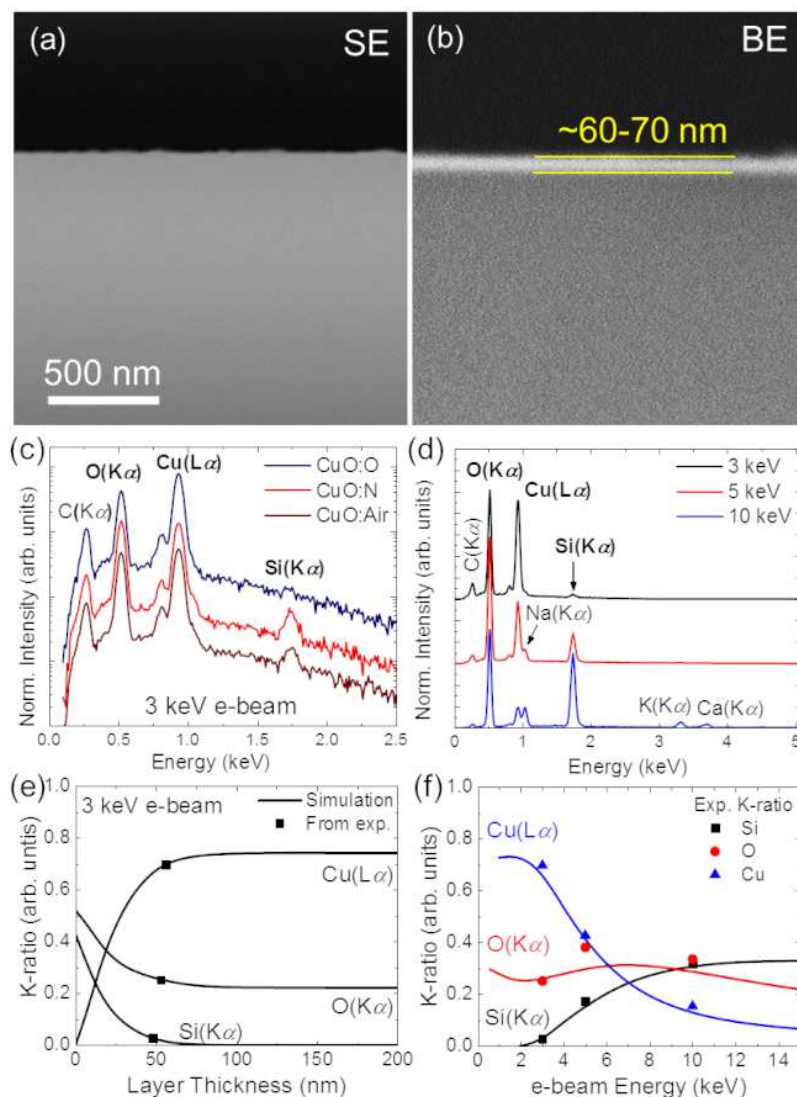 (a) SE
500 nm
(b) BE
~60-70 nm
(c)
O(Kα)
Cu(Lα)
C(Kα)
Si(Kα)
CuO:O
CuO:N
CuO:Air
3 keV e-beam
Norm. Intensity (arb. units)
0.0 0.5 1.0 1.5 2.0 2.5
Energy (keV)
(d)
O(Kα)
Cu(Lα)
C(Kα)
Si(Kα)
Na(Kα)
K(Kα) Ca(Kα)
3 keV
5 keV
10 keV
Norm. Intensity (arb. units)
0 1 2 3 4 5
Energy (keV)
(e)
3 keV e-beam
Simulation
From exp.
Cu(Lα)
O(Kα)
Si(Kα)
K-ratio (arb. untis)
1.0
0.8
0.6
0.4
0.2
0.0
0 40 80 120 160 200
Layer Thickness (nm)
(f)
Exp. K-ratio
Si
O
Cu
Cu(Lα)
O(Kα)
Si(Kα)
K-ratio (arb. units)
1.0
0.8
0.6
0.4
0.2
0.0
0 2 4 6 8 10 12 14
e-beam Energy (keV)